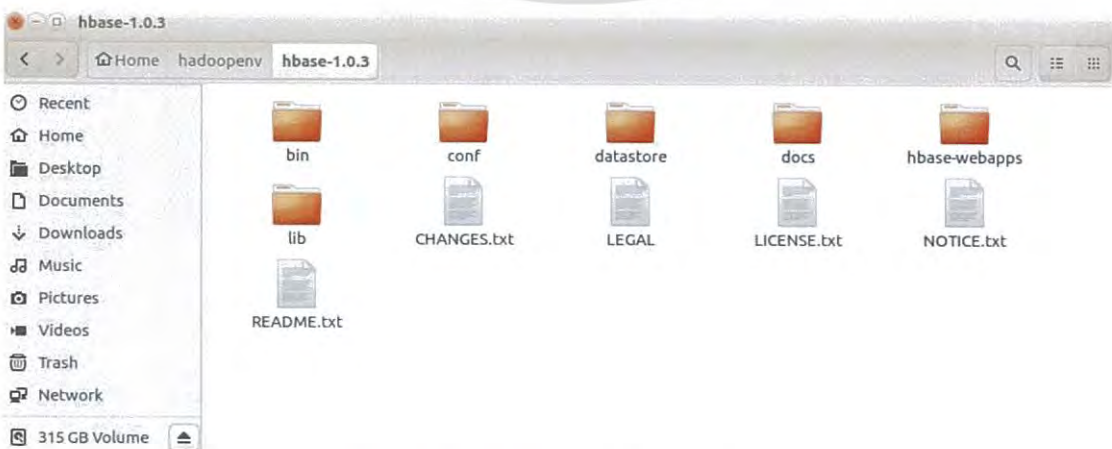 hbase-1.0.3
Home hadoopenv hbase-1.0.3
Recent
Home
Desktop
Documents
Downloads
Music
Pictures
Videos
Trash
Network
315 GB Volume
bin conf datastore docs hbase-webapps
lib CHANGES.txt LEGAL LICENSE.txt NOTICE.txt
README.txt